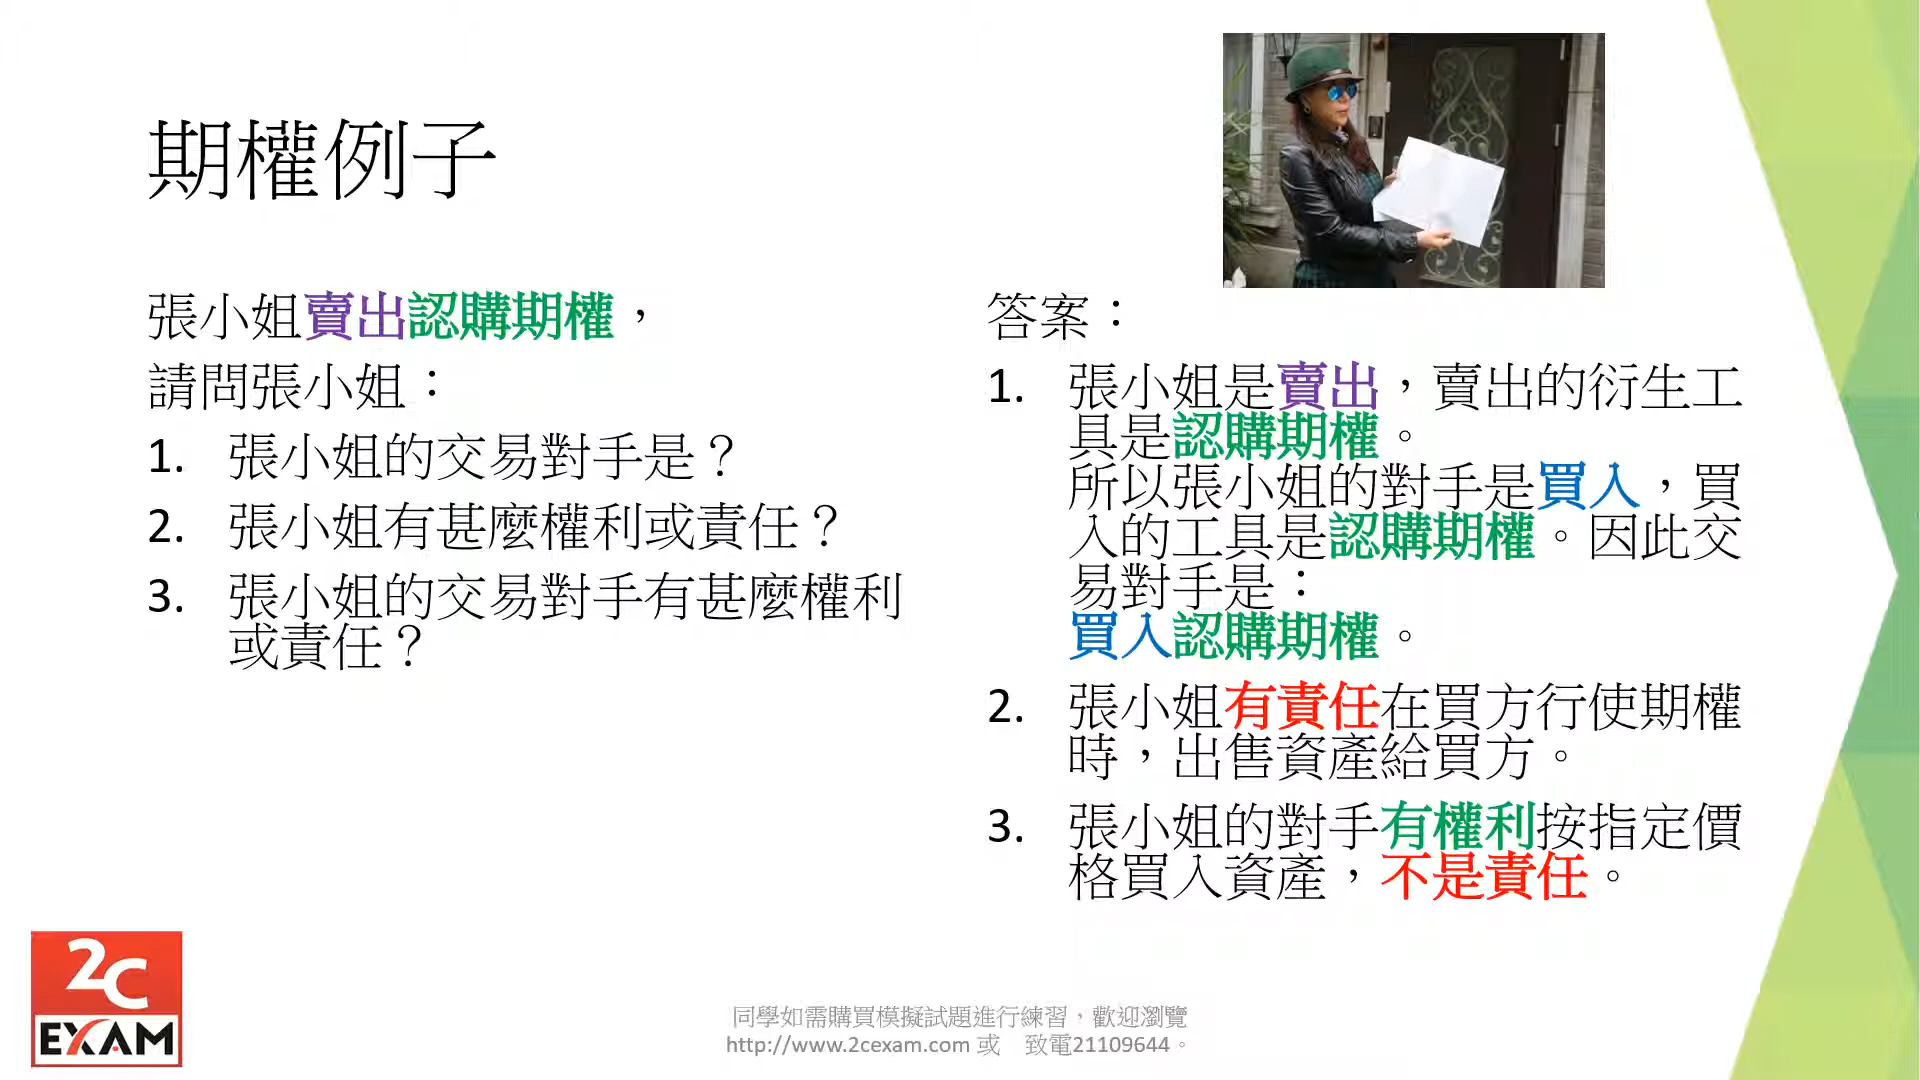 期權例子
張小姐賣出認購期權，
請問張小姐：
1. 張小姐的交易對手是？
2. 張小姐有甚麼權利或責任？
3. 張小姐的交易對手有甚麼權利
或責任？
答案：
1. 張小姐是賣出，賣出的衍生工
具是認購期權。
所以張小姐的對手是買入，買
入的工具是認購期權。因此交
易對手是：
買入認購期權。
2. 張小姐有責任在買方行使期權
時，出售資產給買方。
3. 張小姐的對手有權利按指定價
格買入資產，不是責任。
2C
EXAM
同學如需購買模擬試題進行練習，歡迎瀏覽
http://www.2cexam.com 或 致電21109644。